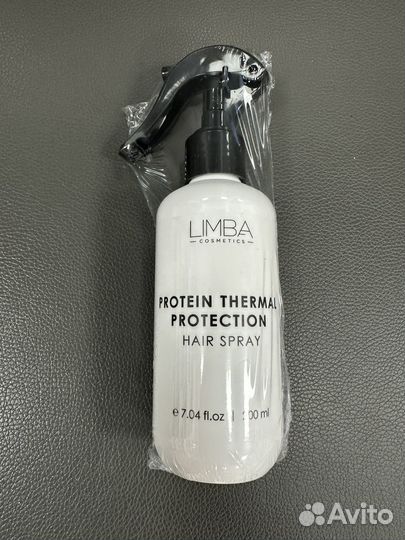 LIMBA
COSMETICS
PROTEIN THERMAL
PROTECTION
HAIR SPRAY
e 7.04 fl.oz | 200 ml
Avito